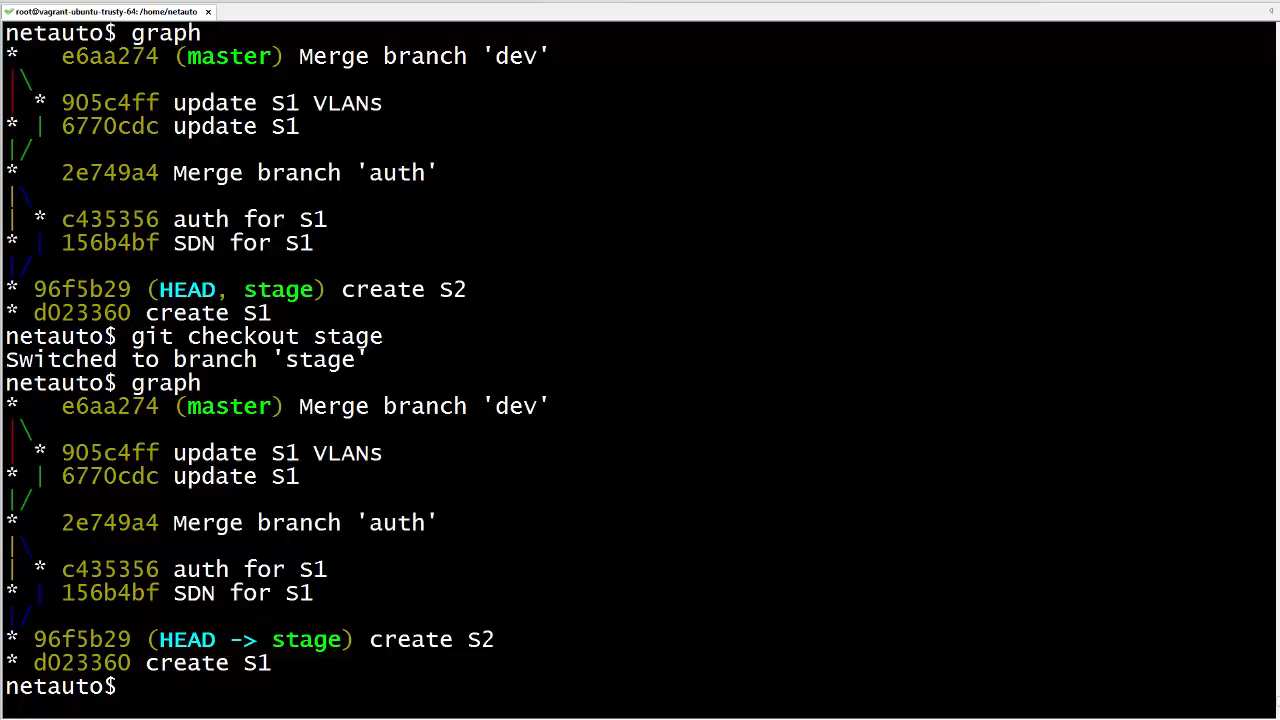 root@vagrant-ubuntu-trusty-64: /home/netauto ×
netauto$ graph
*   e6aa274 (master) Merge branch 'dev'
|\
| * 905c4ff update S1 VLANs
* | 6770cdc update S1
|/
*   2e749a4 Merge branch 'auth'
|\
| * c435356 auth for S1
* | 156b4bf SDN for S1
|/
* 96f5b29 (HEAD, stage) create S2
* d023360 create S1
netauto$ git checkout stage
Switched to branch 'stage'
netauto$ graph
*   e6aa274 (master) Merge branch 'dev'
|\
| * 905c4ff update S1 VLANs
* | 6770cdc update S1
|/
*   2e749a4 Merge branch 'auth'
|\
| * c435356 auth for S1
* | 156b4bf SDN for S1
|/
* 96f5b29 (HEAD -> stage) create S2
* d023360 create S1
netauto$